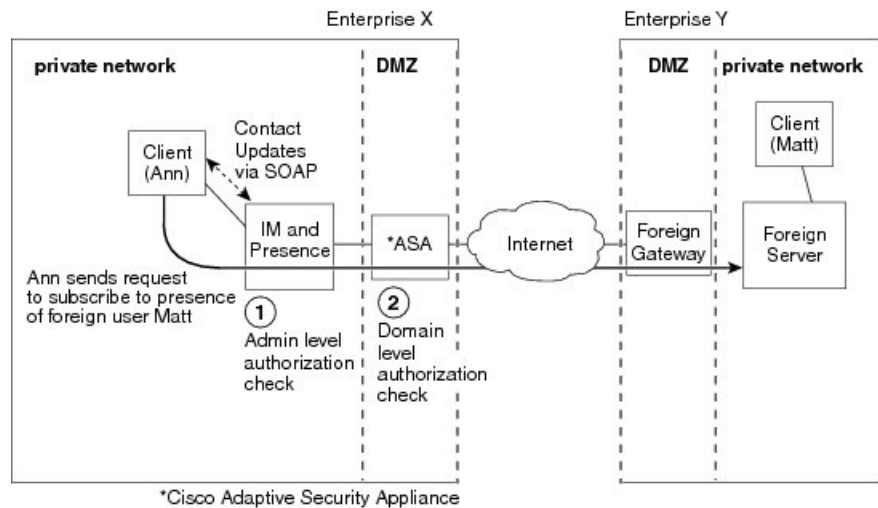 Enterprise X
Enterprise Y
private network
DMZ
DMZ
private network
Client
(Ann)
Contact
Updates
via SOAP
Client
(Matt)
IM and
Presence
*ASA
Internet
Foreign
Gateway
Foreign
Server
Ann sends request
to subscribe to presence
of foreign user Matt
1
Admin level
authorization
check
2
Domain
level
authorization
check
*Cisco Adaptive Security Appliance